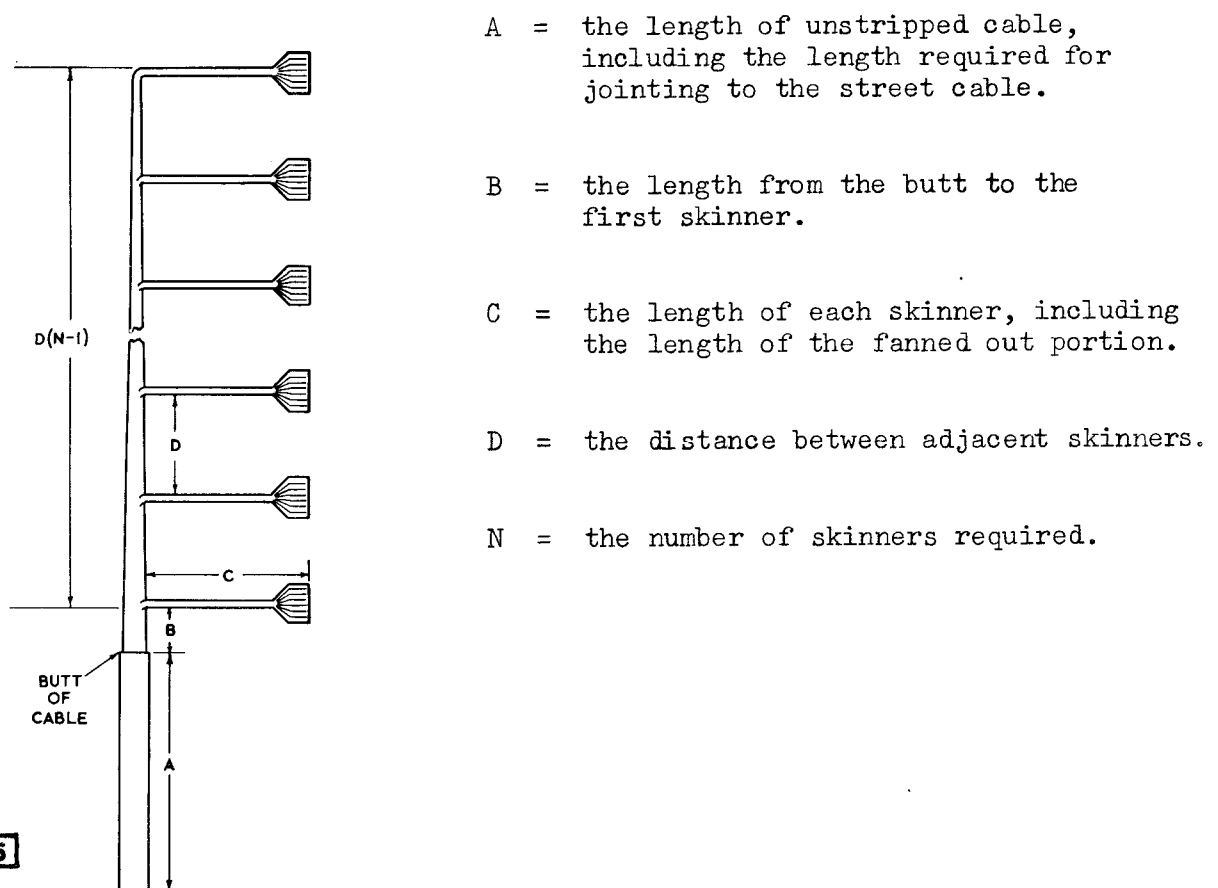 A = the length of unstripped cable,
including the length required for
jointing to the street cable.
B = the length from the butt to the
first skinner.
C = the length of each skinner, including
the length of the fanned out portion.
D = the distance between adjacent skinners.
N = the number of skinners required.
D(N-1)
D
C
B
BUTT
OF
CABLE
A